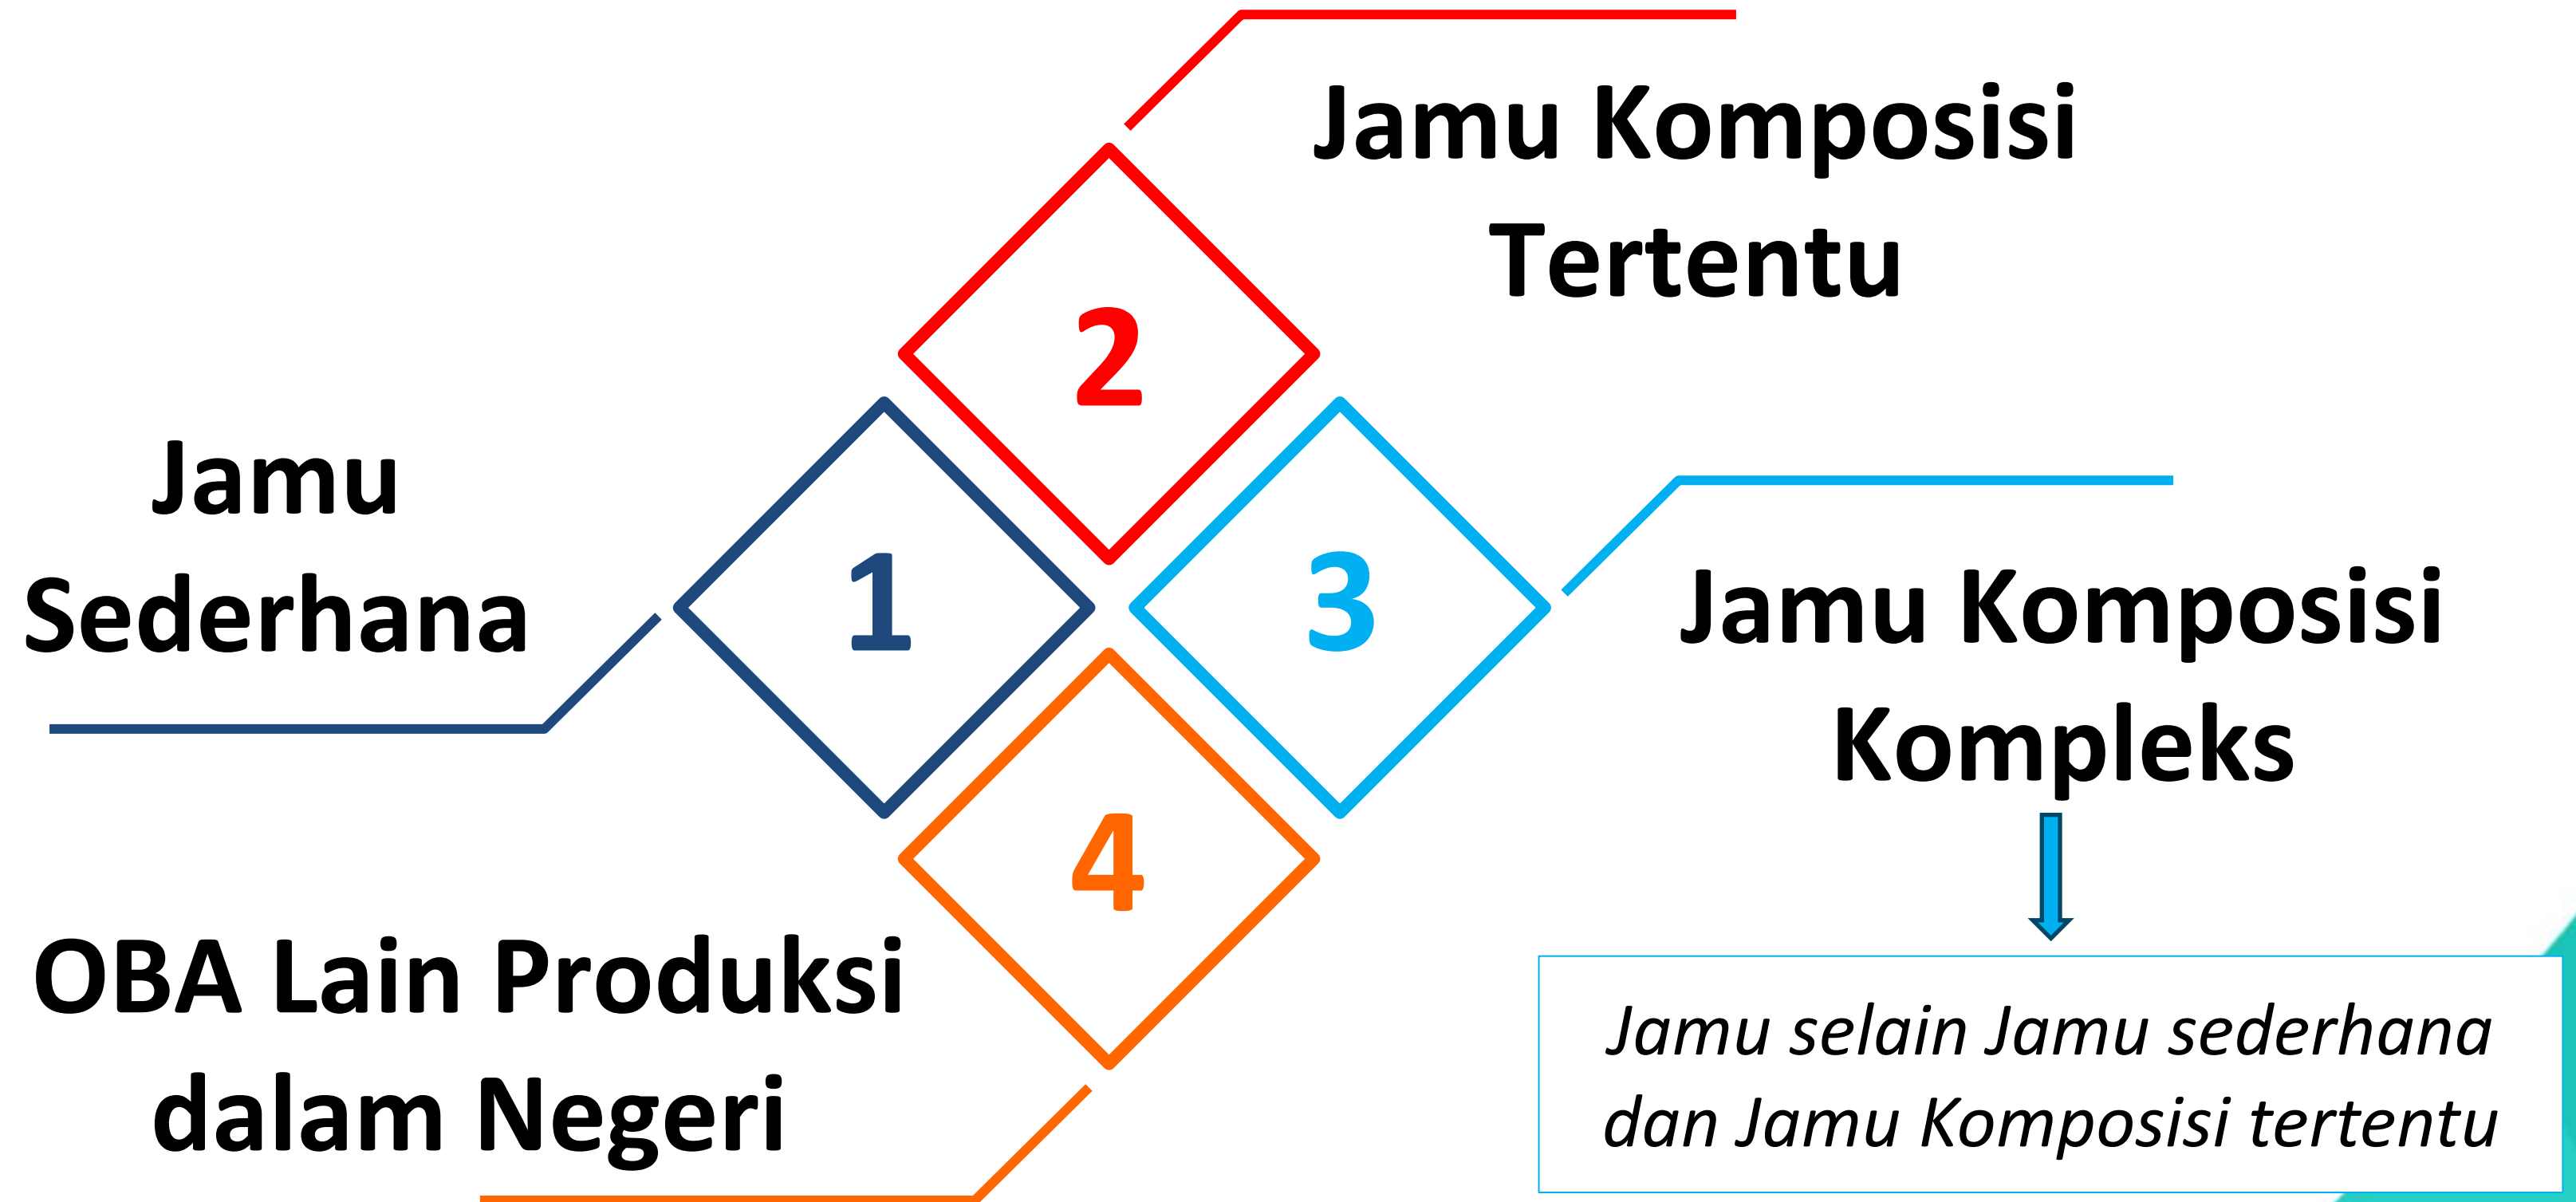 Jamu
Sederhana
1
Jamu Komposisi
Tertentu
2
Jamu Komposisi
Kompleks
3
Jamu selain Jamu sederhana
dan Jamu Komposisi tertentu
OBA Lain Produksi
dalam Negeri
4